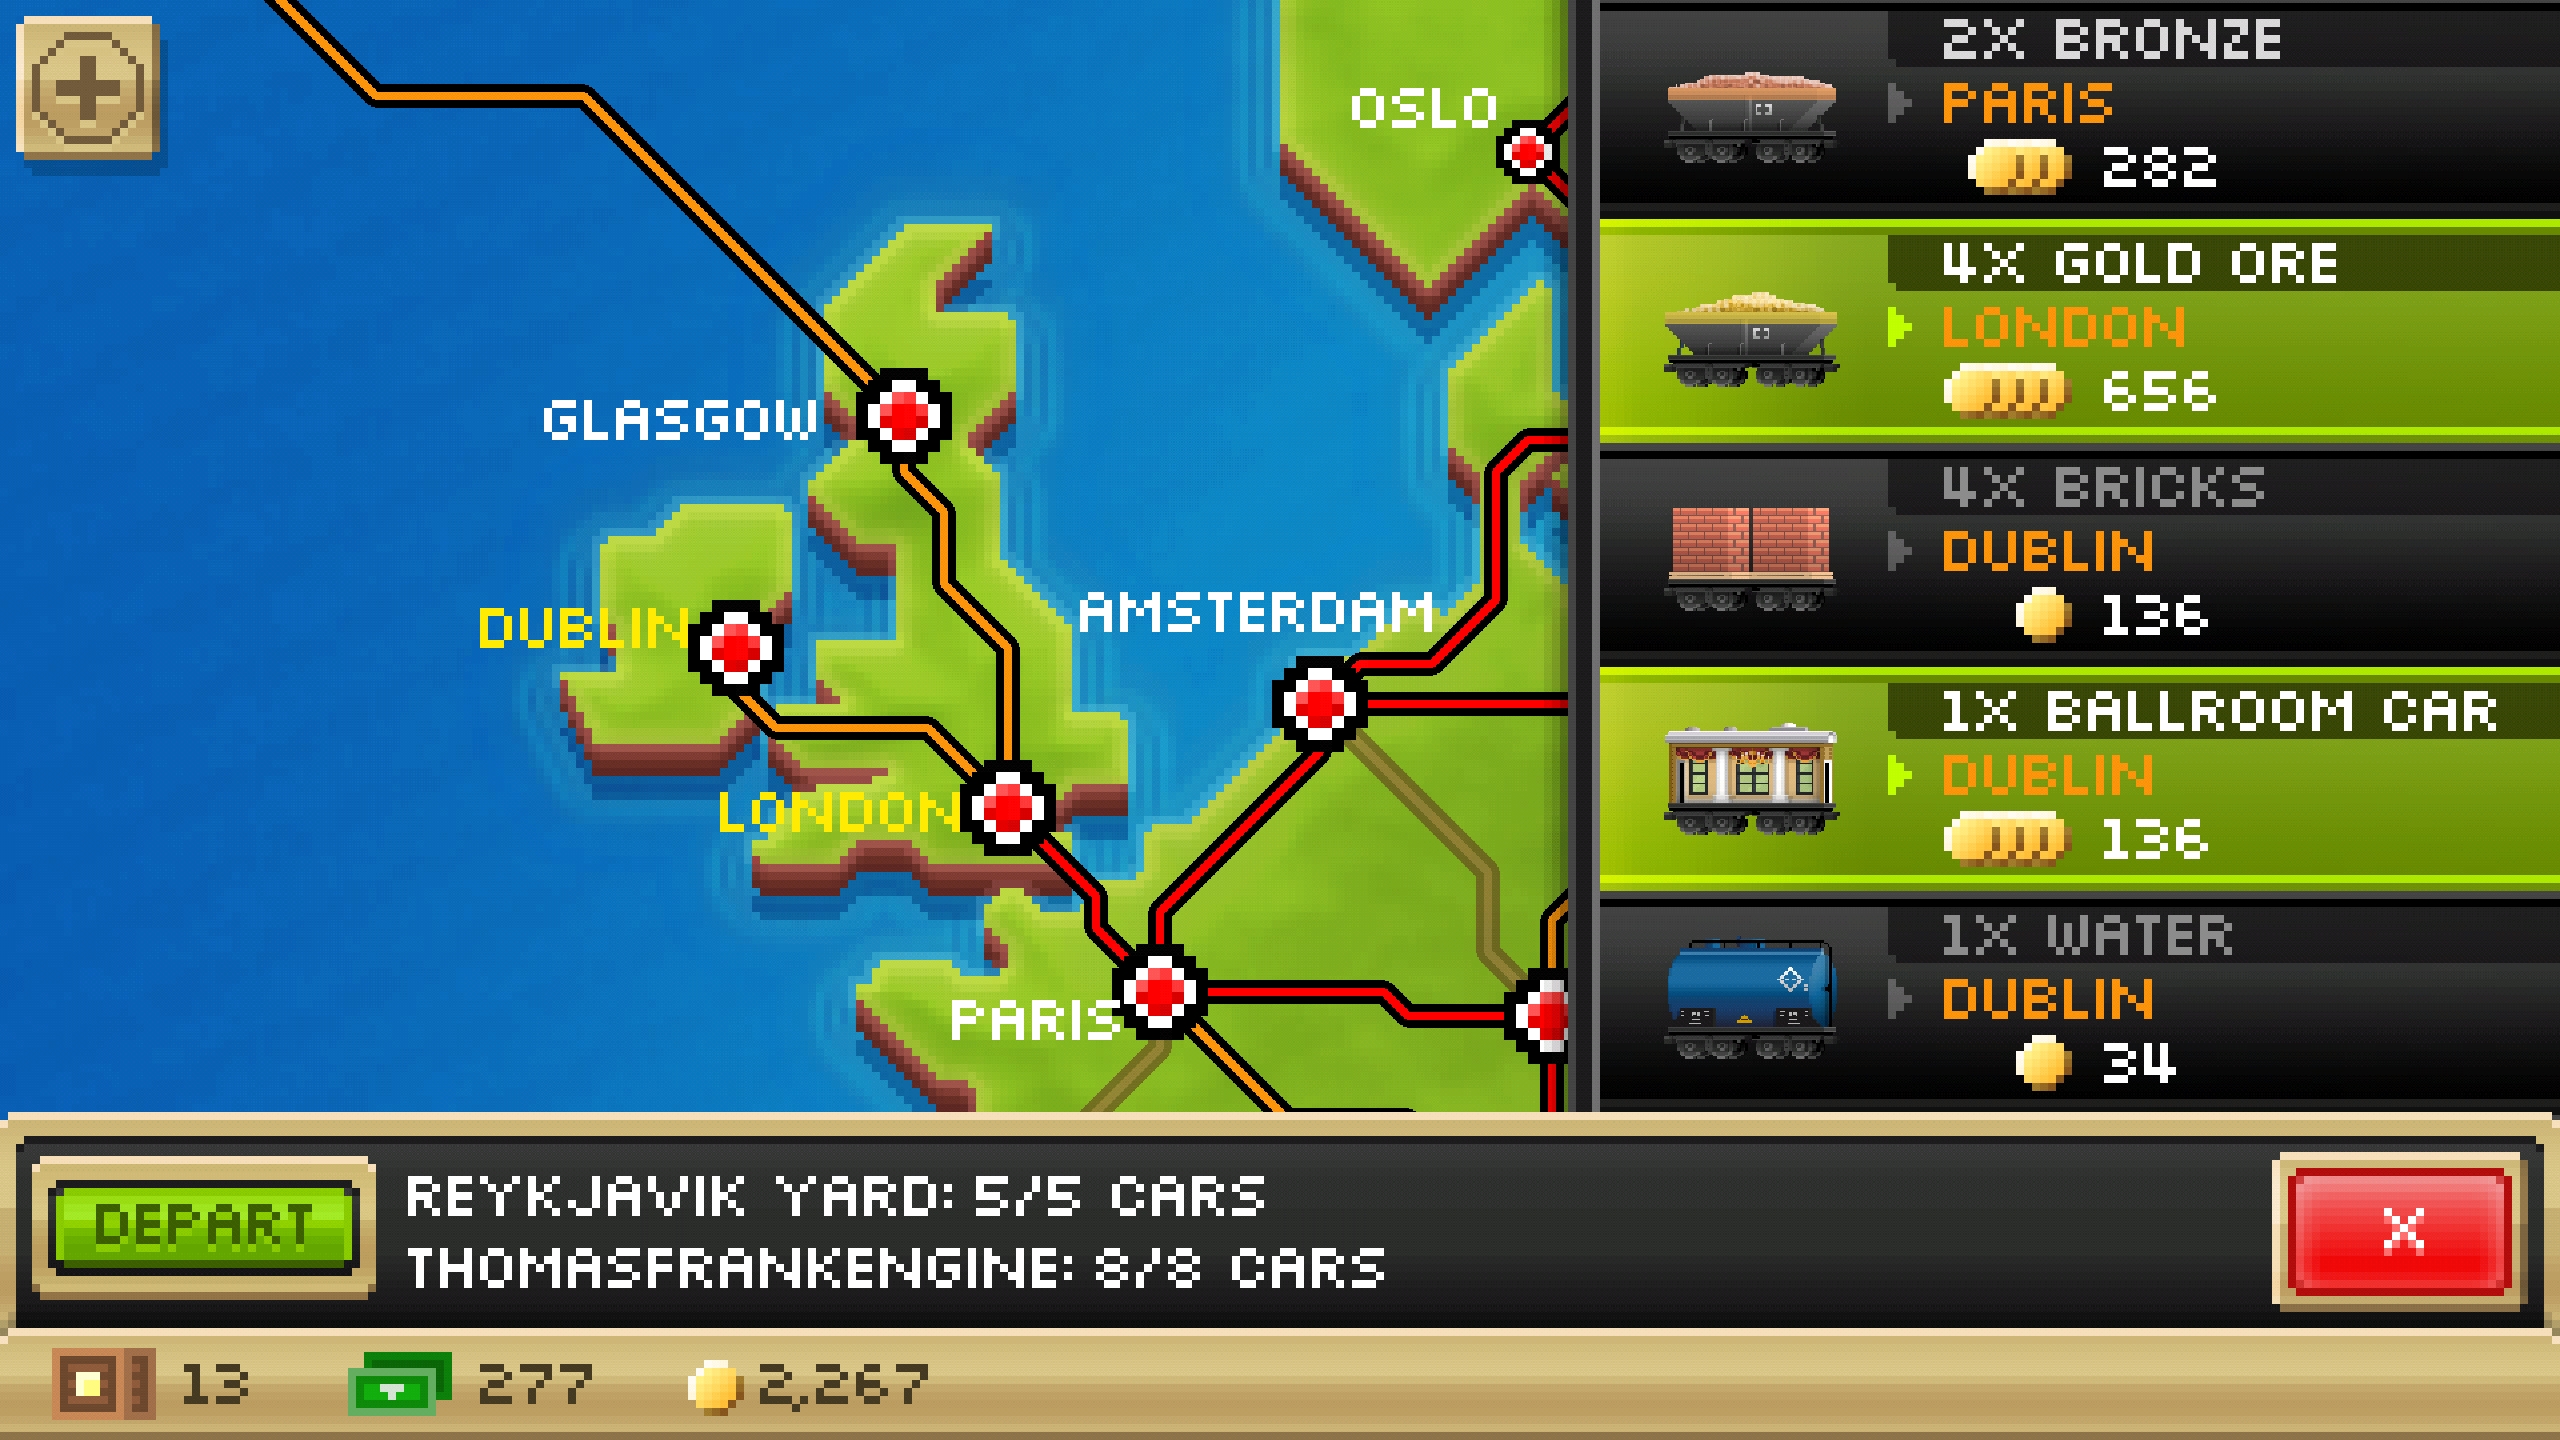 OSLO
GLASGOW
DUBLIN
AMSTERDAM
LONDON
PARIS
2X BRONZE
PARIS
282
4X GOLD ORE
LONDON
656
4X BRICKS
DUBLIN
136
1X BALLROOM CAR
DUBLIN
136
1X WATER
DUBLIN
34
DEPART
REYKJAVIK YARD: 5/5 CARS
THOMASFRANKENGINE: 8/8 CARS
X
13
277
2,267